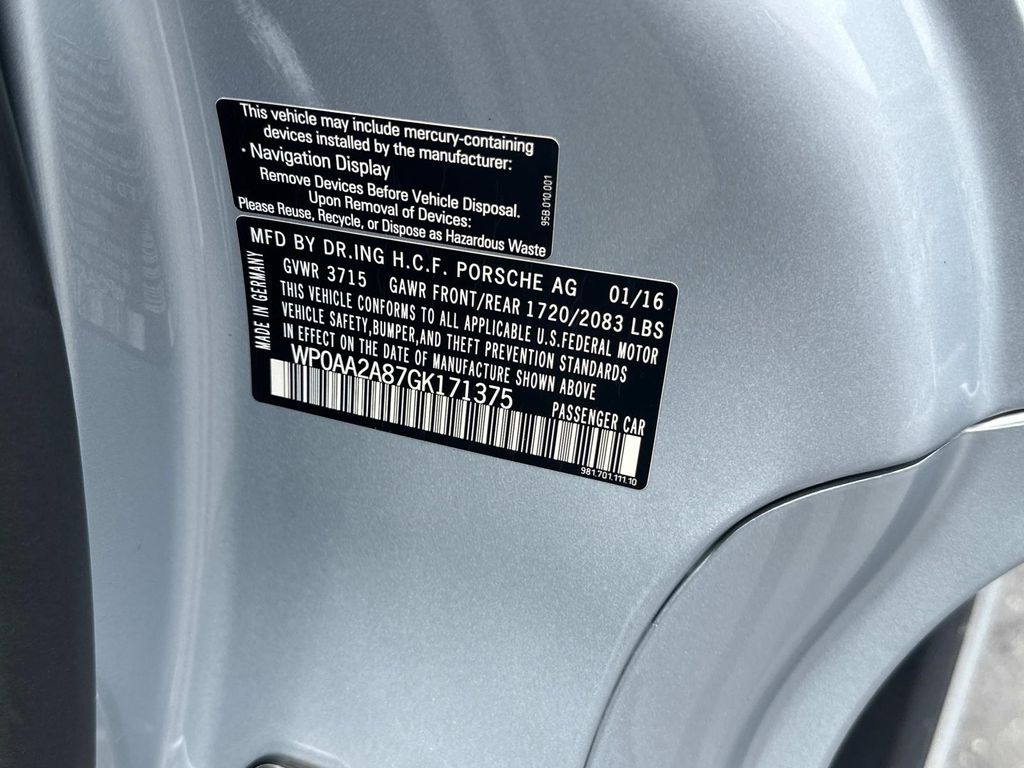 This vehicle may include mercury-containing
devices installed by the manufacturer:
· Navigation Display
Remove Devices Before Vehicle Disposal.
Upon Removal of Devices:
Please Reuse, Recycle, or Dispose as Hazardous Waste
95B.010.001
MFD BY DR.ING H.C.F. PORSCHE AG 01/16
GVWR 3715 GAWR FRONT/REAR 1720/2083 LBS
THIS VEHICLE CONFORMS TO ALL APPLICABLE U.S.FEDERAL MOTOR
VEHICLE SAFETY,BUMPER,AND THEFT PREVENTION STANDARDS
IN EFFECT ON THE DATE OF MANUFACTURE SHOWN ABOVE
WP0AA2A87GK171375
PASSENGER CAR
MADE IN GERMANY
981.701.111.10